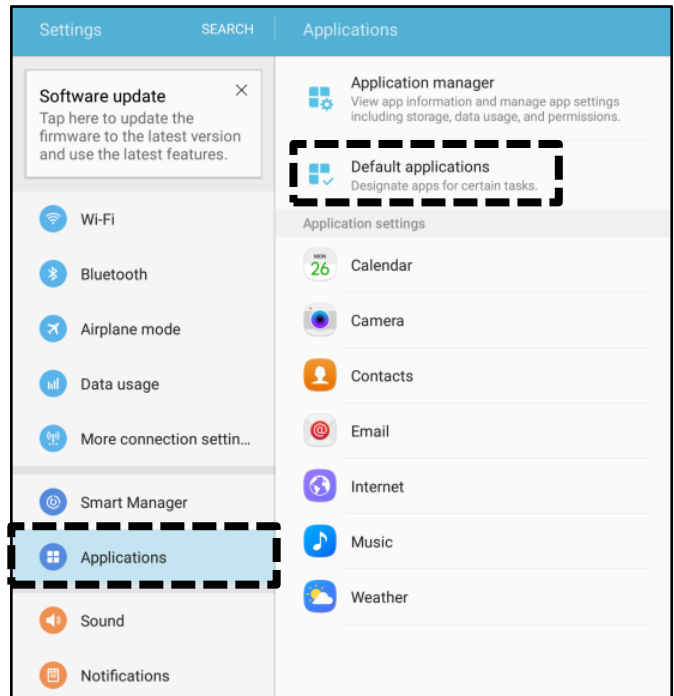 Settings
SEARCH
Applications
Software update
Tap here to update the
firmware to the latest version
and use the latest features.
Wi-Fi
Bluetooth
Airplane mode
Data usage
More connection settin...
Smart Manager
Applications
Sound
Notifications
Application manager
View app information and manage app settings
including storage, data usage, and permissions.
Default applications
Designate apps for certain tasks.
Application settings
MON
26
Calendar
Camera
Contacts
@
Email
Internet
Music
Weather